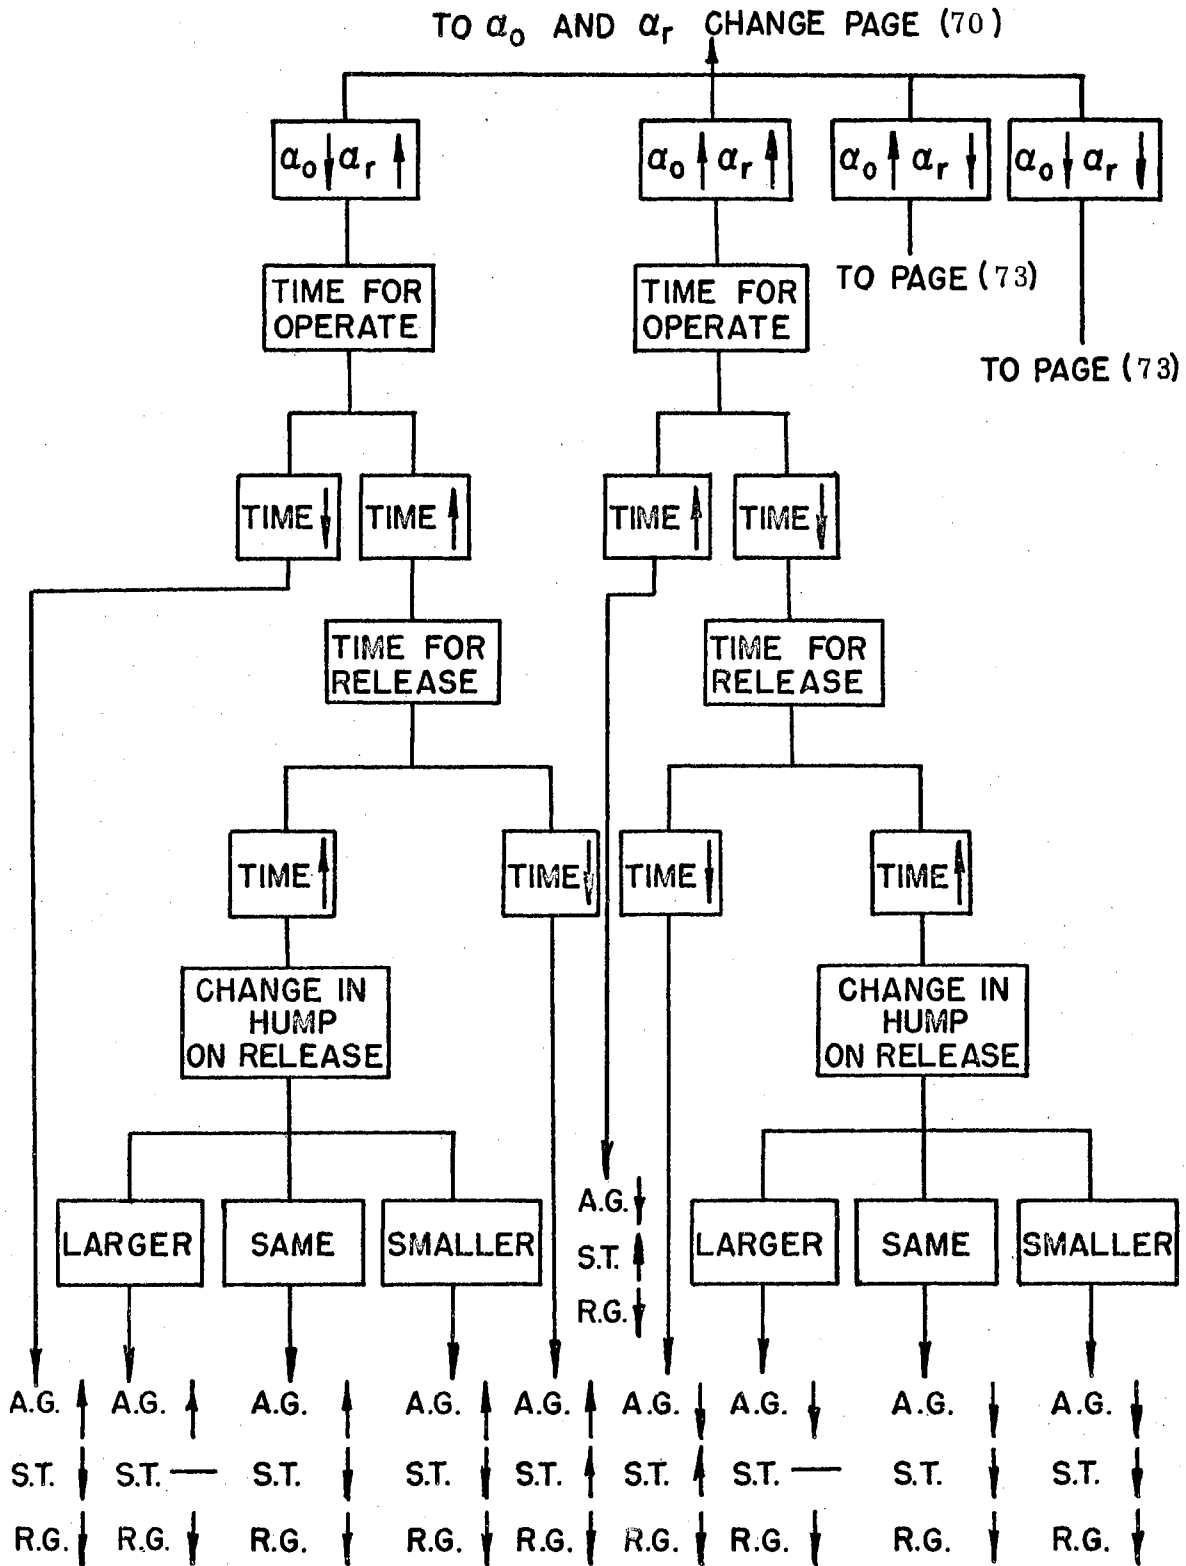 TO α₀ AND αᵣ CHANGE PAGE (70)
α₀ ↓ αᵣ ↑
α₀ ↑ αᵣ ↑
α₀ ↑ αᵣ ↓
α₀ ↓ αᵣ ↓
TIME FOR
OPERATE
TIME FOR
OPERATE
TO PAGE (73)
TO PAGE (73)
TIME ↓
TIME ↑
TIME ↑
TIME ↓
TIME FOR
RELEASE
TIME FOR
RELEASE
TIME ↑
TIME ↓
TIME ↓
TIME ↑
CHANGE IN
HUMP
ON RELEASE
CHANGE IN
HUMP
ON RELEASE
LARGER
SAME
SMALLER
A.G. ↓
S.T. ↑
R.G. ↓
LARGER
SAME
SMALLER
A.G. ↑ A.G. ↑ A.G. ↑ A.G. ↑ A.G. ↑ A.G. ↓ A.G. ↓ A.G. ↓ A.G. ↓
S.T. ↓ S.T. — S.T. ↓ S.T. ↓ S.T. ↑ S.T. ↑ S.T. — S.T. ↓ S.T. ↓
R.G. ↓ R.G. ↓ R.G. ↓ R.G. ↓ R.G. ↓ R.G. ↓ R.G. ↓ R.G. ↓ R.G. ↓